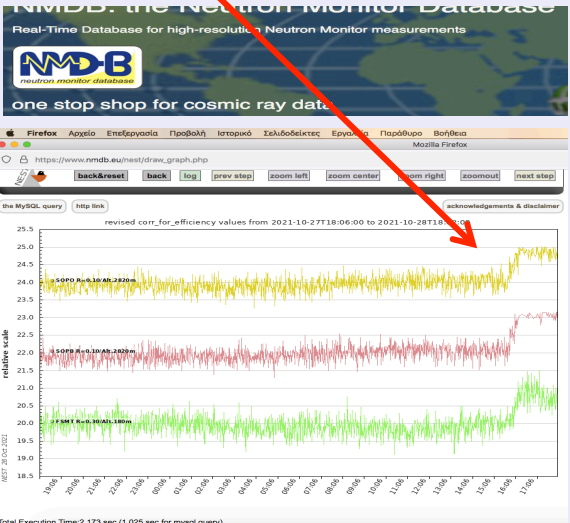 NMDB: the Neutron Monitor Database
Real-Time Database for high-resolution Neutron Monitor measurements
NMDB
neutron monitor database
one stop shop for cosmic ray data
Firefox Αρχείο Επεξεργασία Προβολή Ιστορικό Σελιδοδείκτες Εργαλεία Παράθυρο Βοήθεια
Mozilla Firefox
https://www.nmdb.eu/nest/draw_graph.php
NEST
back&reset back log prev step zoom left zoom center zoom right zoomout next step
the MySQL query http link acknowledgements & disclaimer
revised corr_for_efficiency values from 2021-10-27T18:06:00 to
relative scale
25.5
25.0
24.5
24.0
23.5
23.0
22.5
22.0
21.5
21.0
20.5
20.0
19.5
19.0
18.5
SOPO R=0.10/Alt.2820m
SOPB R=0.10/Alt.2820m
FSMT R=0.30/Alt.180m
NEST: 28 Oct 2021
19:06 20:06 21:06 22:06 23:06 00:06 01:06 02:06 03:06 04:06 05:06 06:06 07:06 08:06 09:06 10:06 11:06 12:06 13:06 14:06 15:06 16:06 17:06
Total Execution Time:2.173 sec (1.025 sec for mysql query)